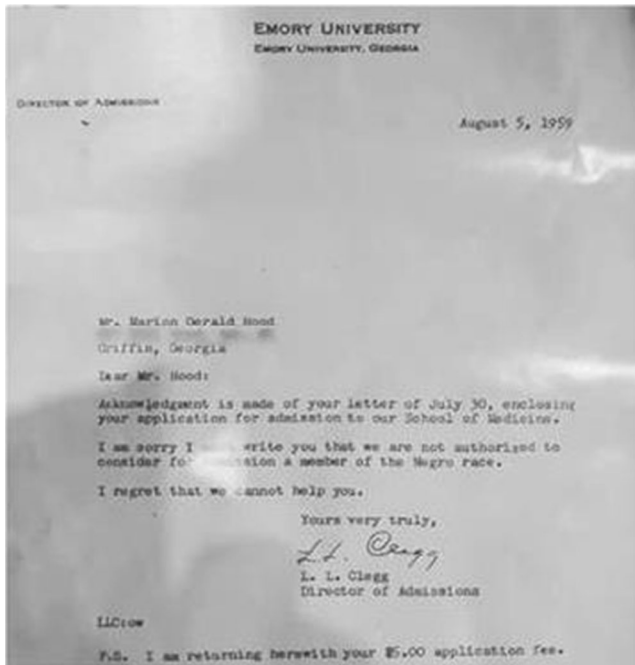 EMORY UNIVERSITY
EMORY UNIVERSITY, GEORGIA
DIRECTOR OF ADMISSIONS
August 5, 1959
Mr. Marion Gerald Hood
Griffin, Georgia
Dear Mr. Hood:
Acknowledgment is made of your letter of July 30, enclosing
your application for admission to our School of Medicine.
I am sorry I write you that we are not authorized to
consider for admission a member of the Negro race.
I regret that we cannot help you.
Yours very truly,
L. L. Clegg
L. L. Clegg
Director of Admissions
LLC:ow
P.S. I am returning herewith your $5.00 application fee.